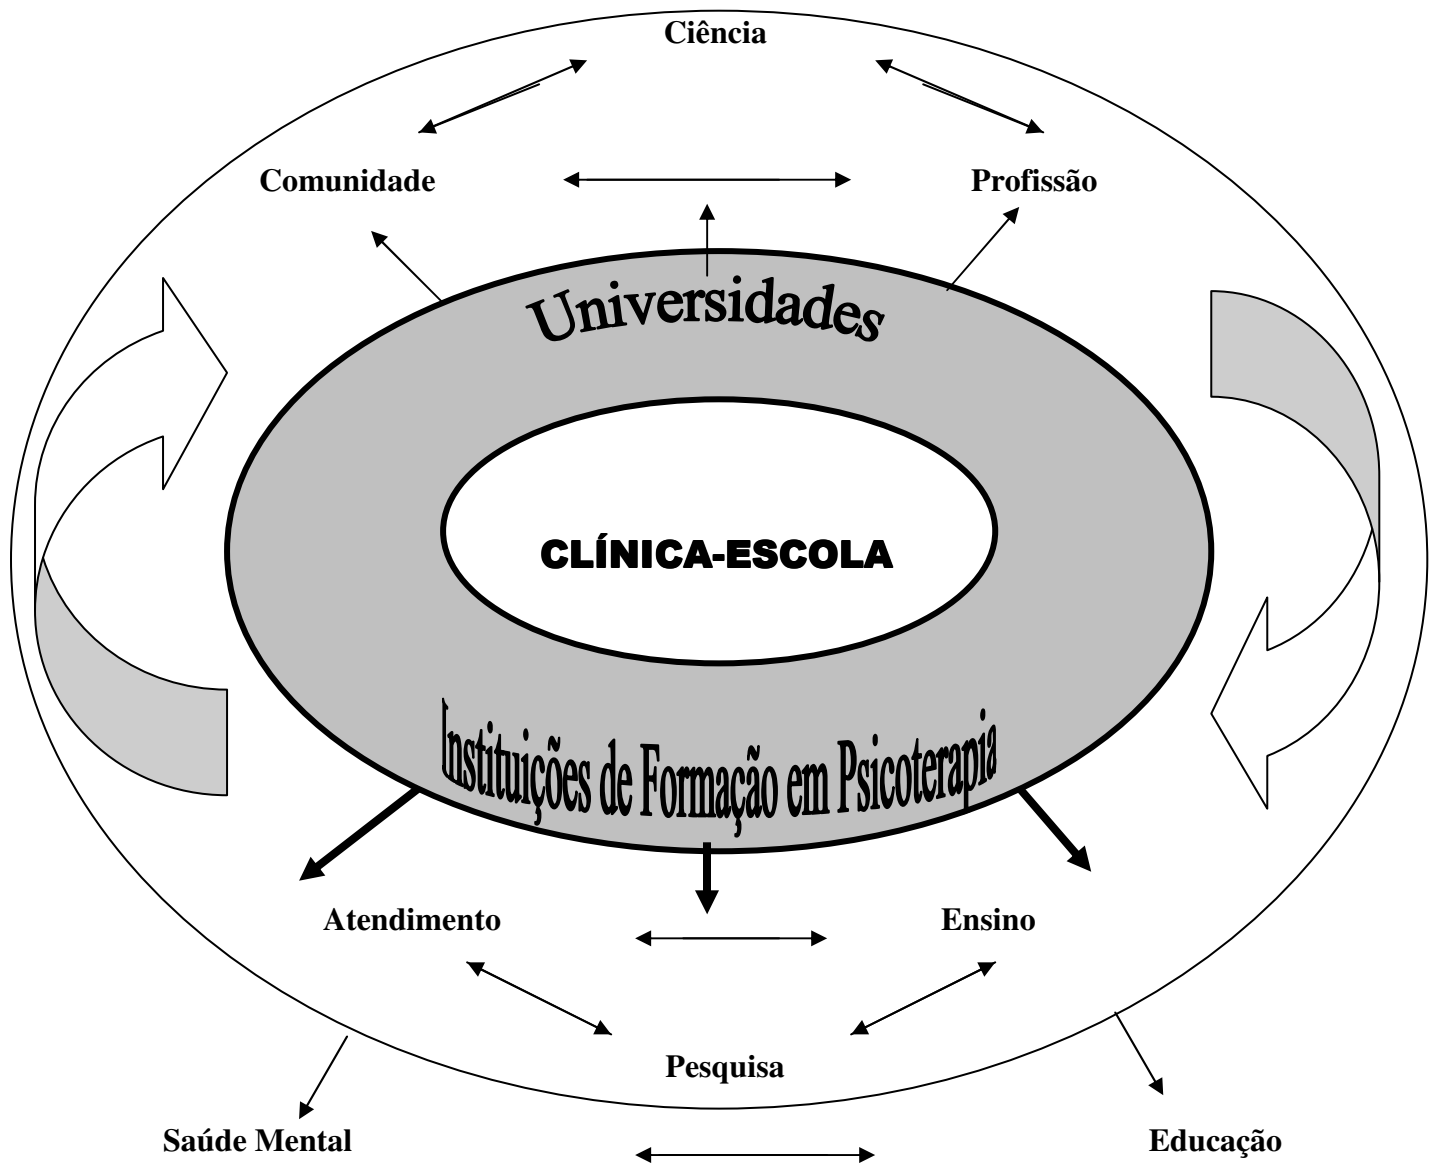 Ciência
Comunidade
Profissão
Universidades
CLÍNICA-ESCOLA
Instituições de Formação em Psicoterapia
Atendimento
Ensino
Pesquisa
Saúde Mental
Educação